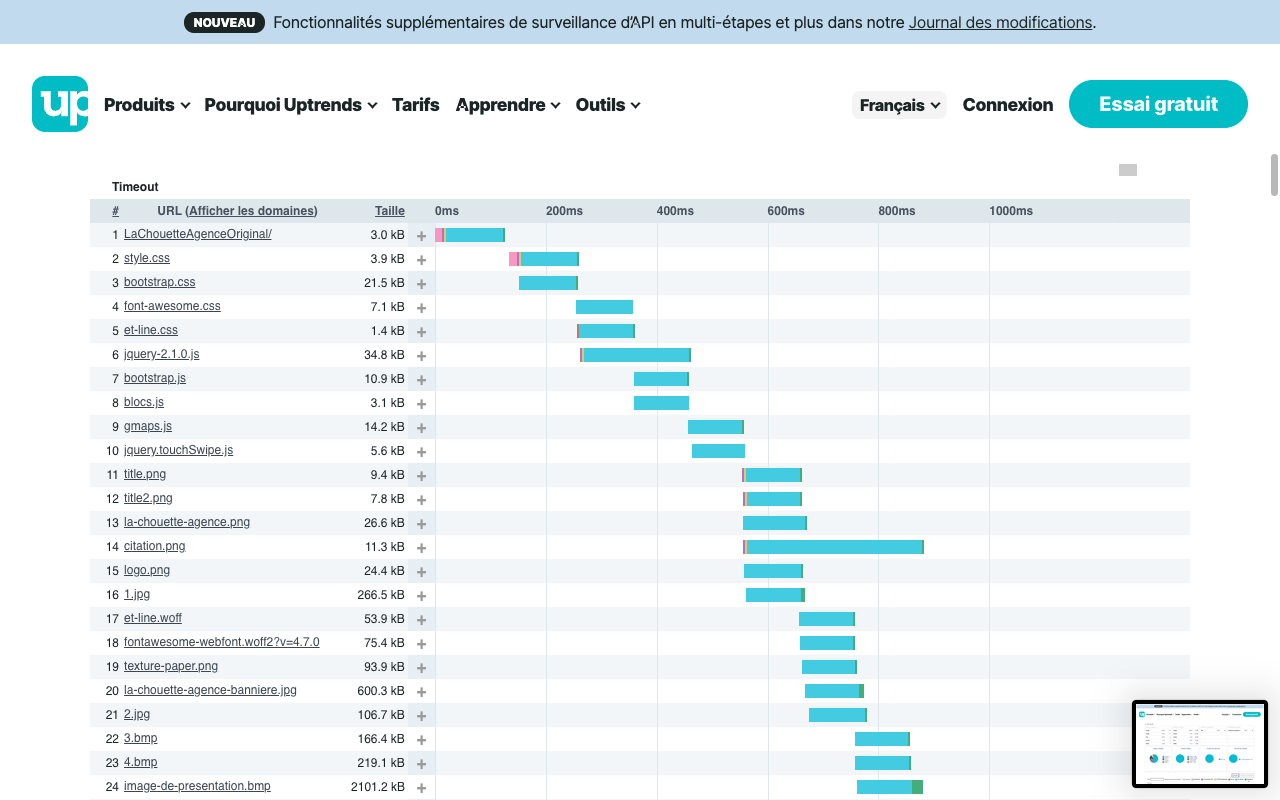 NOUVEAU Fonctionnalités supplémentaires de surveillance d'API en multi-étapes et plus dans notre Journal des modifications.
up Produits Pourquoi Uptrends Tarifs Apprendre Outils Français Connexion Essai gratuit
Timeout
# URL (Afficher les domaines) Taille 0ms 200ms 400ms 600ms 800ms 1000ms
1 LaChouetteAgenceOriginal/ 3.0 kB +
2 style.css 3.9 kB +
3 bootstrap.css 21.5 kB +
4 font-awesome.css 7.1 kB +
5 et-line.css 1.4 kB +
6 jquery-2.1.0.js 34.8 kB +
7 bootstrap.js 10.9 kB +
8 blocs.js 3.1 kB +
9 gmaps.js 14.2 kB +
10 jquery.touchSwipe.js 5.6 kB +
11 title.png 9.4 kB +
12 title2.png 7.8 kB +
13 la-chouette-agence.png 26.6 kB +
14 citation.png 11.3 kB +
15 logo.png 24.4 kB +
16 1.jpg 266.5 kB +
17 et-line.woff 53.9 kB +
18 fontawesome-webfont.woff2?v=4.7.0 75.4 kB +
19 texture-paper.png 93.9 kB +
20 la-chouette-agence-banniere.jpg 600.3 kB +
21 2.jpg 106.7 kB +
22 3.bmp 166.4 kB +
23 4.bmp 219.1 kB +
24 image-de-presentation.bmp 2101.2 kB +